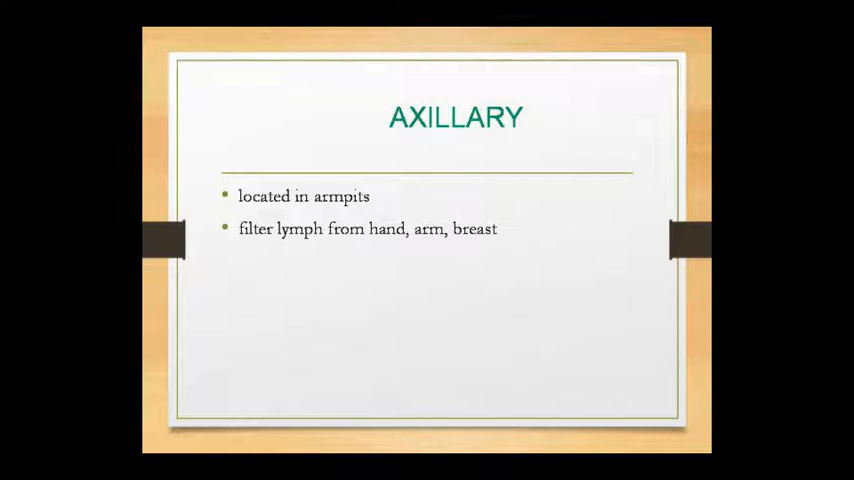 AXILLARY
located in armpits
filter lymph from hand, arm, breast